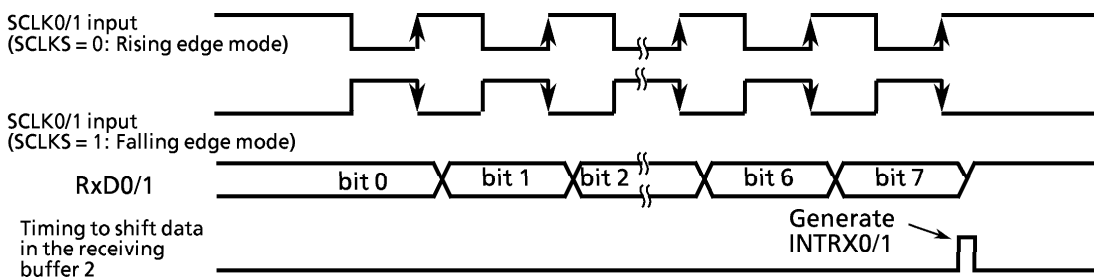 SCLK0/1 input
(SCLKS = 0: Rising edge mode)
SCLK0/1 input
(SCLKS = 1: Falling edge mode)
RxD0/1
bit 0
bit 1
bit 2
bit 6
bit 7
Timing to shift data
in the receiving
buffer 2
Generate
INTRX0/1